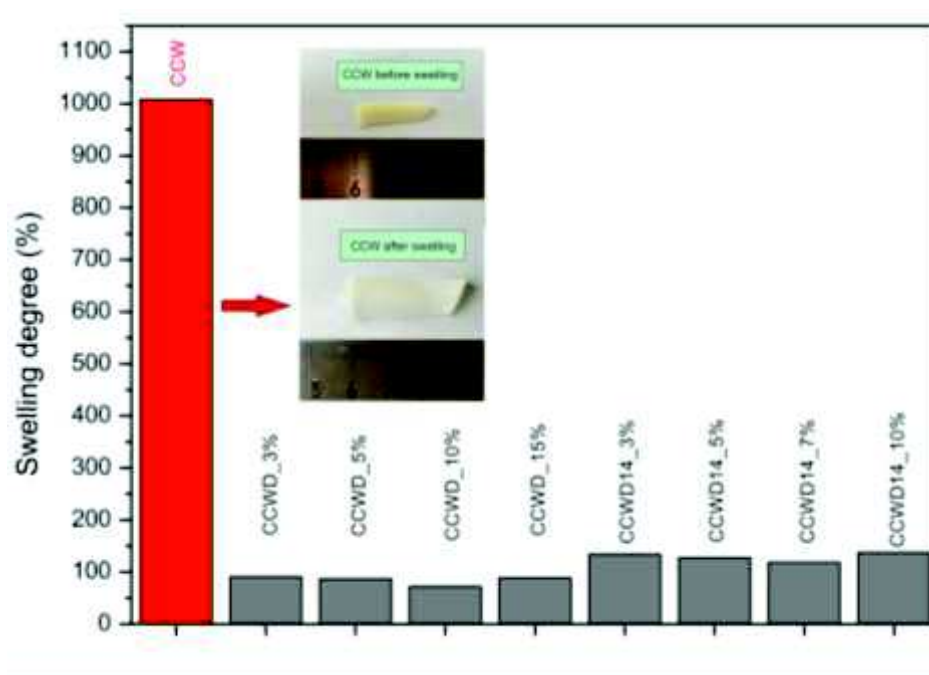 Swelling degree (%)
1100
1000
900
800
700
600
500
400
300
200
100
0
CCW
CCW before swelling
6
CCW after swelling
5 6
CCWD_3%
CCWD_5%
CCWD_10%
CCWD_15%
CCWD14_3%
CCWD14_5%
CCWD14_7%
CCWD14_10%